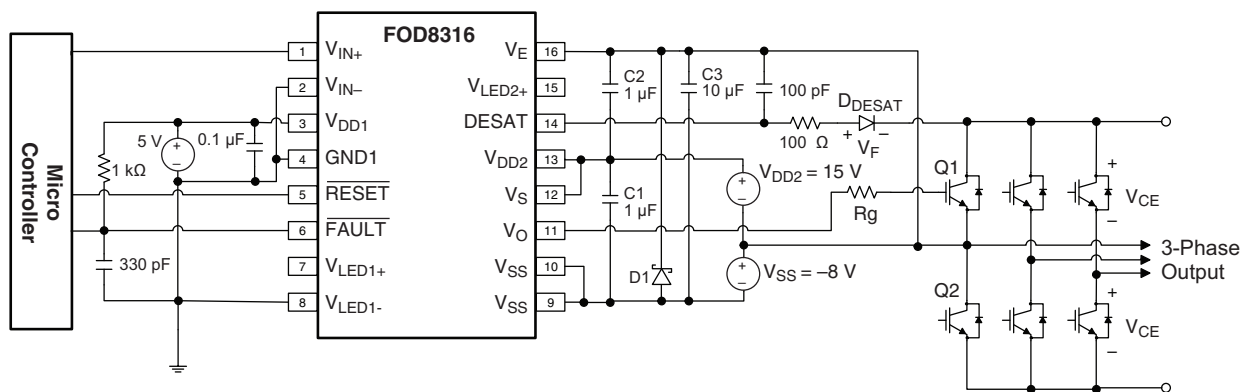 Micro
Controller
FOD8316
1 V_IN+
2 V_IN–
3 V_DD1
4 GND1
5 RESET
6 FAULT
7 V_LED1+
8 V_LED1-
V_E 16
V_LED2+ 15
DESAT 14
V_DD2 13
V_S 12
V_O 11
V_SS 10
V_SS 9
5 V
+
–
0.1 µF
1 kΩ
330 pF
C2
1 µF
C3
10 µF
100 pF
D_DESAT
100 Ω
+ V_F –
C1
1 µF
+
–
V_DD2 = 15 V
Rg
D1
+
–
V_SS = –8 V
Q1
+
V_CE
–
3-Phase
Output
Q2
+
V_CE
–